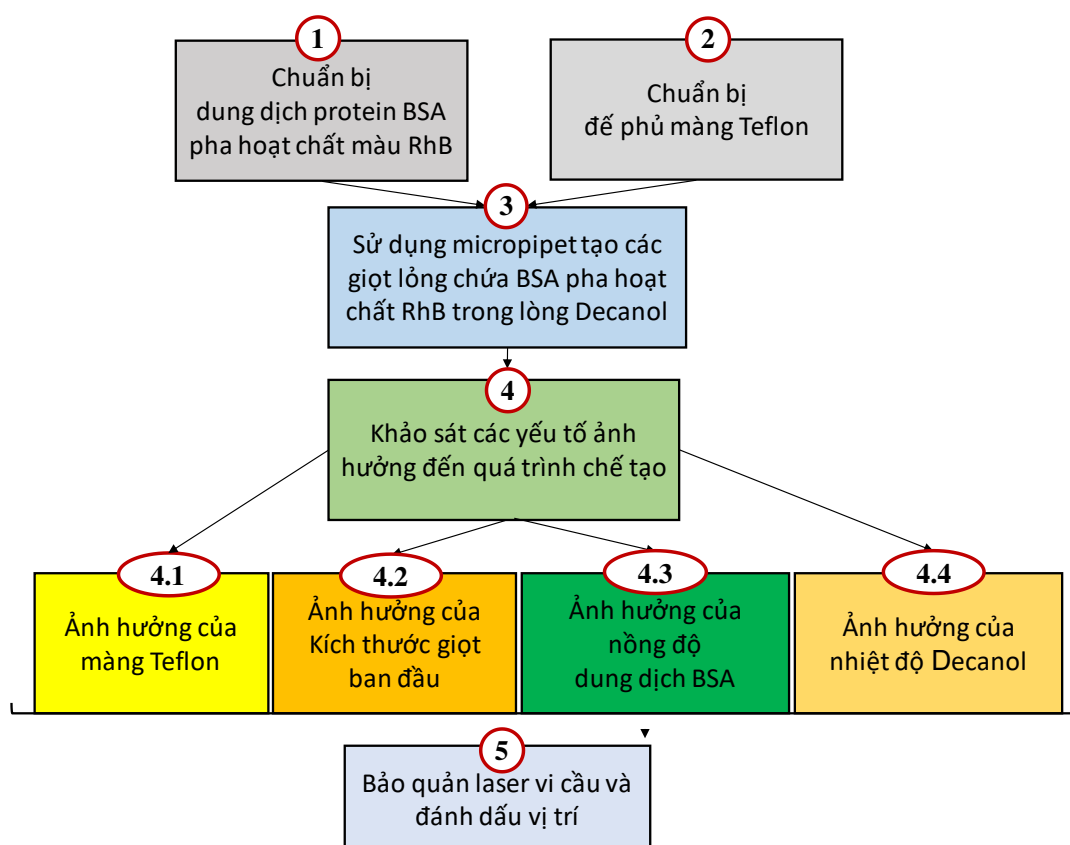 1
Chuẩn bị
dung dịch protein BSA
pha hoạt chất màu RhB
2
Chuẩn bị
đế phủ màng Teflon
3
Sử dụng micropipet tạo các
giọt lỏng chứa BSA pha hoạt
chất RhB trong lòng Decanol
4
Khảo sát các yếu tố ảnh
hưởng đến quá trình chế tạo
4.1
Ảnh hưởng của
màng Teflon
4.2
Ảnh hưởng của
Kích thước giọt
ban đầu
4.3
Ảnh hưởng của
nồng độ
dung dịch BSA
4.4
Ảnh hưởng của
nhiệt độ Decanol
5
Bảo quản laser vi cầu và
đánh dấu vị trí